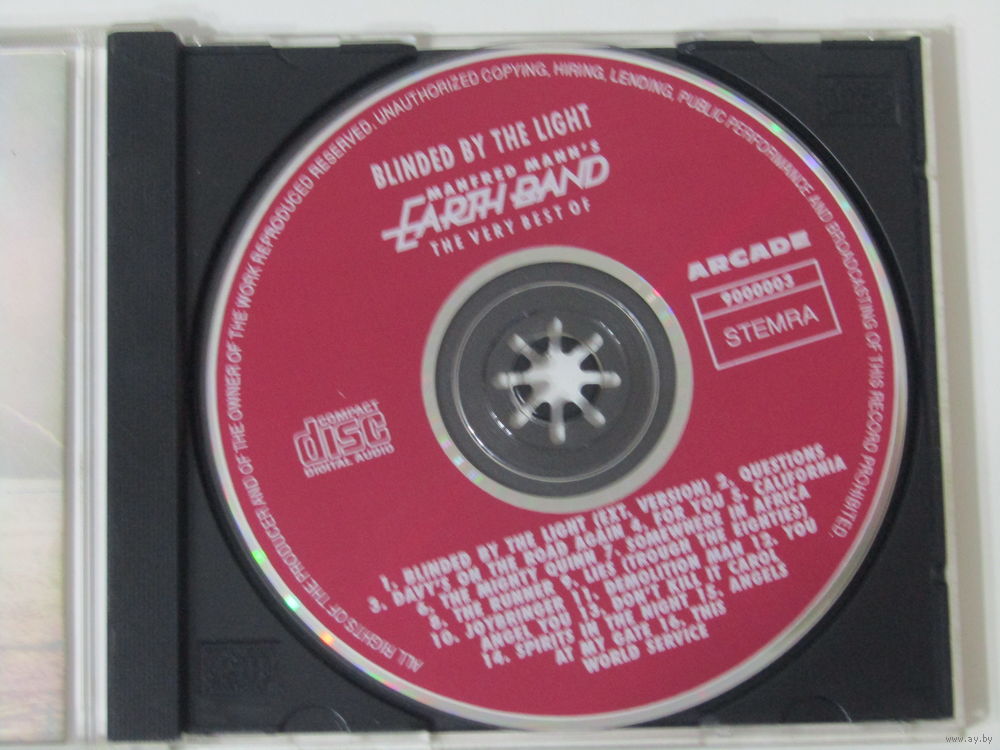 BLINDED BY THE LIGHT
MANFRED MANN'S
EARTH BAND
THE VERY BEST OF
ARCADE
9000003
STEMRA
COMPACT
disc
DIGITAL AUDIO
1. BLINDED BY THE LIGHT (EXT. VERSION) 2. QUESTIONS
3. DAVY'S ON THE ROAD AGAIN 4. FOR YOU 5. CALIFORNIA
6. THE MIGHTY QUINN 7. SOMEWHERE IN AFRICA
8. THE RUNNER 9. LIES (THROUGH THE EIGHTIES)
10. JOYBRINGER 11. DEMOLITION MAN 12. YOU
ANGEL YOU 13. DON'T KILL IT CAROL
14. SPIRITS IN THE NIGHT 15. ANGELS
AT MY GATE 16. THIS
WORLD SERVICE
ALL RIGHTS OF THE PRODUCER AND OF THE OWNER OF THE WORK REPRODUCED RESERVED. UNAUTHORIZED COPYING, HIRING, LENDING, PUBLIC PERFORMANCE AND BROADCASTING OF THIS RECORD PROHIBITED.
www.ay.by